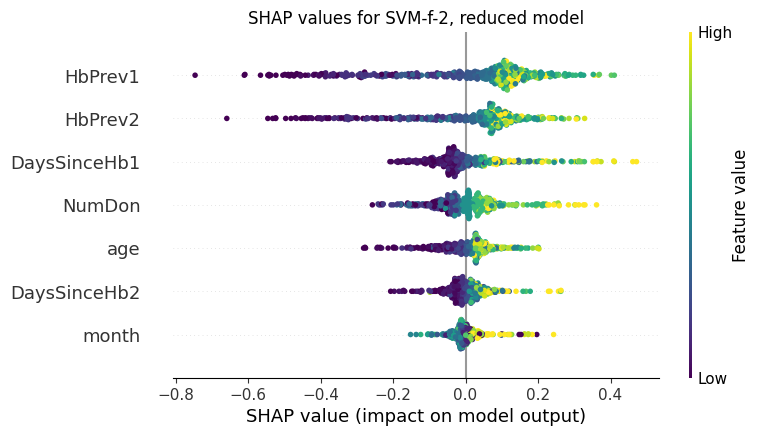 SHAP values for SVM-f-2, reduced model
HbPrev1
HbPrev2
DaysSinceHb1
NumDon
age
DaysSinceHb2
month
−0.8 −0.6 −0.4 −0.2 0.0 0.2 0.4
SHAP value (impact on model output)
High
Feature value
Low